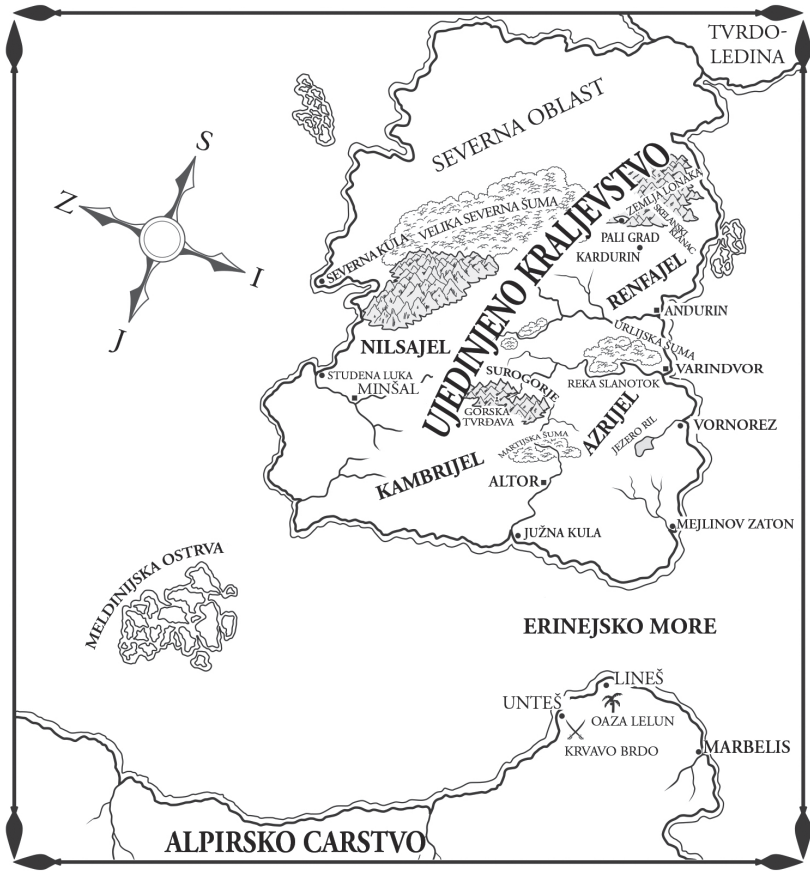 TVRDO-
LEDINA
SEVERNA OBLAST
S
Z
I
J
VELIKA SEVERNA ŠUMA
SEVERNA KULA
UJEDINJENO KRALJEVSTVO
ZEMLJA LONAKA
SKELANSKI
KLANAC
PALI GRAD
KARDURIN
RENFAJEL
ANDURIN
URLIJSKA ŠUMA
NILSAJEL
VARINDVOR
STUDENA LUKA
MINŠAL
SUROGORJE
REKA SLANOTOK
GORSKA
TVRĐAVA
AZRIJEL
VORNOREZ
JEZERO RIL
MARTIJSKA ŠUMA
KAMBRIJEL
ALTOR
JUŽNA KULA
MEJLINOV ZATON
MELDINIJSKA OSTRVA
ERINEJSKO MORE
LINEŠ
UNTEŠ
OAZA LELUN
KRVAVO BRDO
MARBELIS
ALPIRSKO CARSTVO